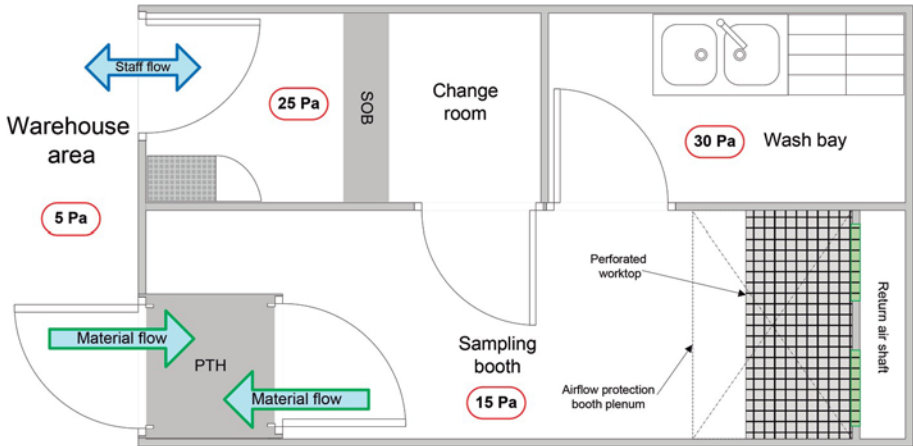 Staff flow
Warehouse
area
5 Pa
25 Pa
SOB
Change
room
30 Pa
Wash bay
Material flow
PTH
Material flow
Sampling
booth
15 Pa
Perforated
worktop
Airflow protection
booth plenum
Return air shaft